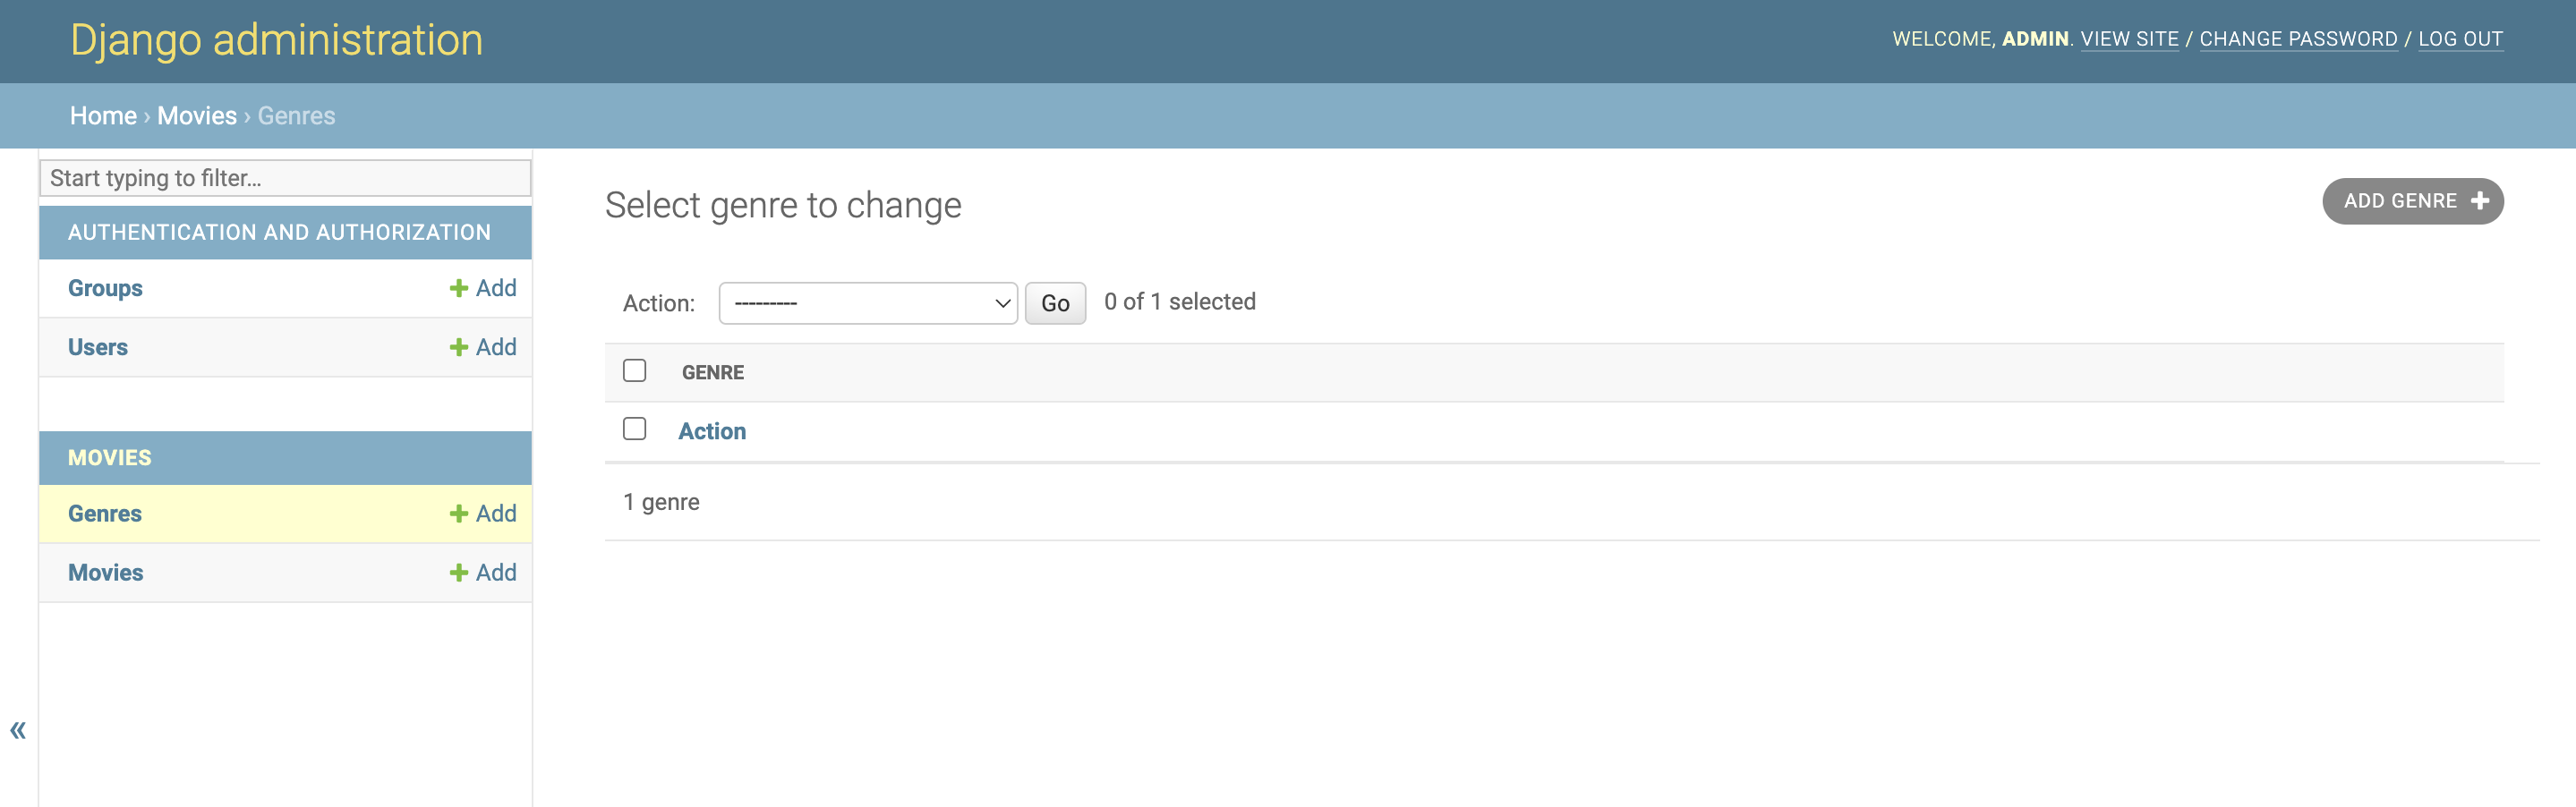 Django administration
WELCOME, ADMIN. VIEW SITE / CHANGE PASSWORD / LOG OUT
Home › Movies › Genres
Start typing to filter...
AUTHENTICATION AND AUTHORIZATION
Groups + Add
Users + Add
MOVIES
Genres + Add
Movies + Add
«
Select genre to change
ADD GENRE +
Action: --------- Go 0 of 1 selected
GENRE
Action
1 genre